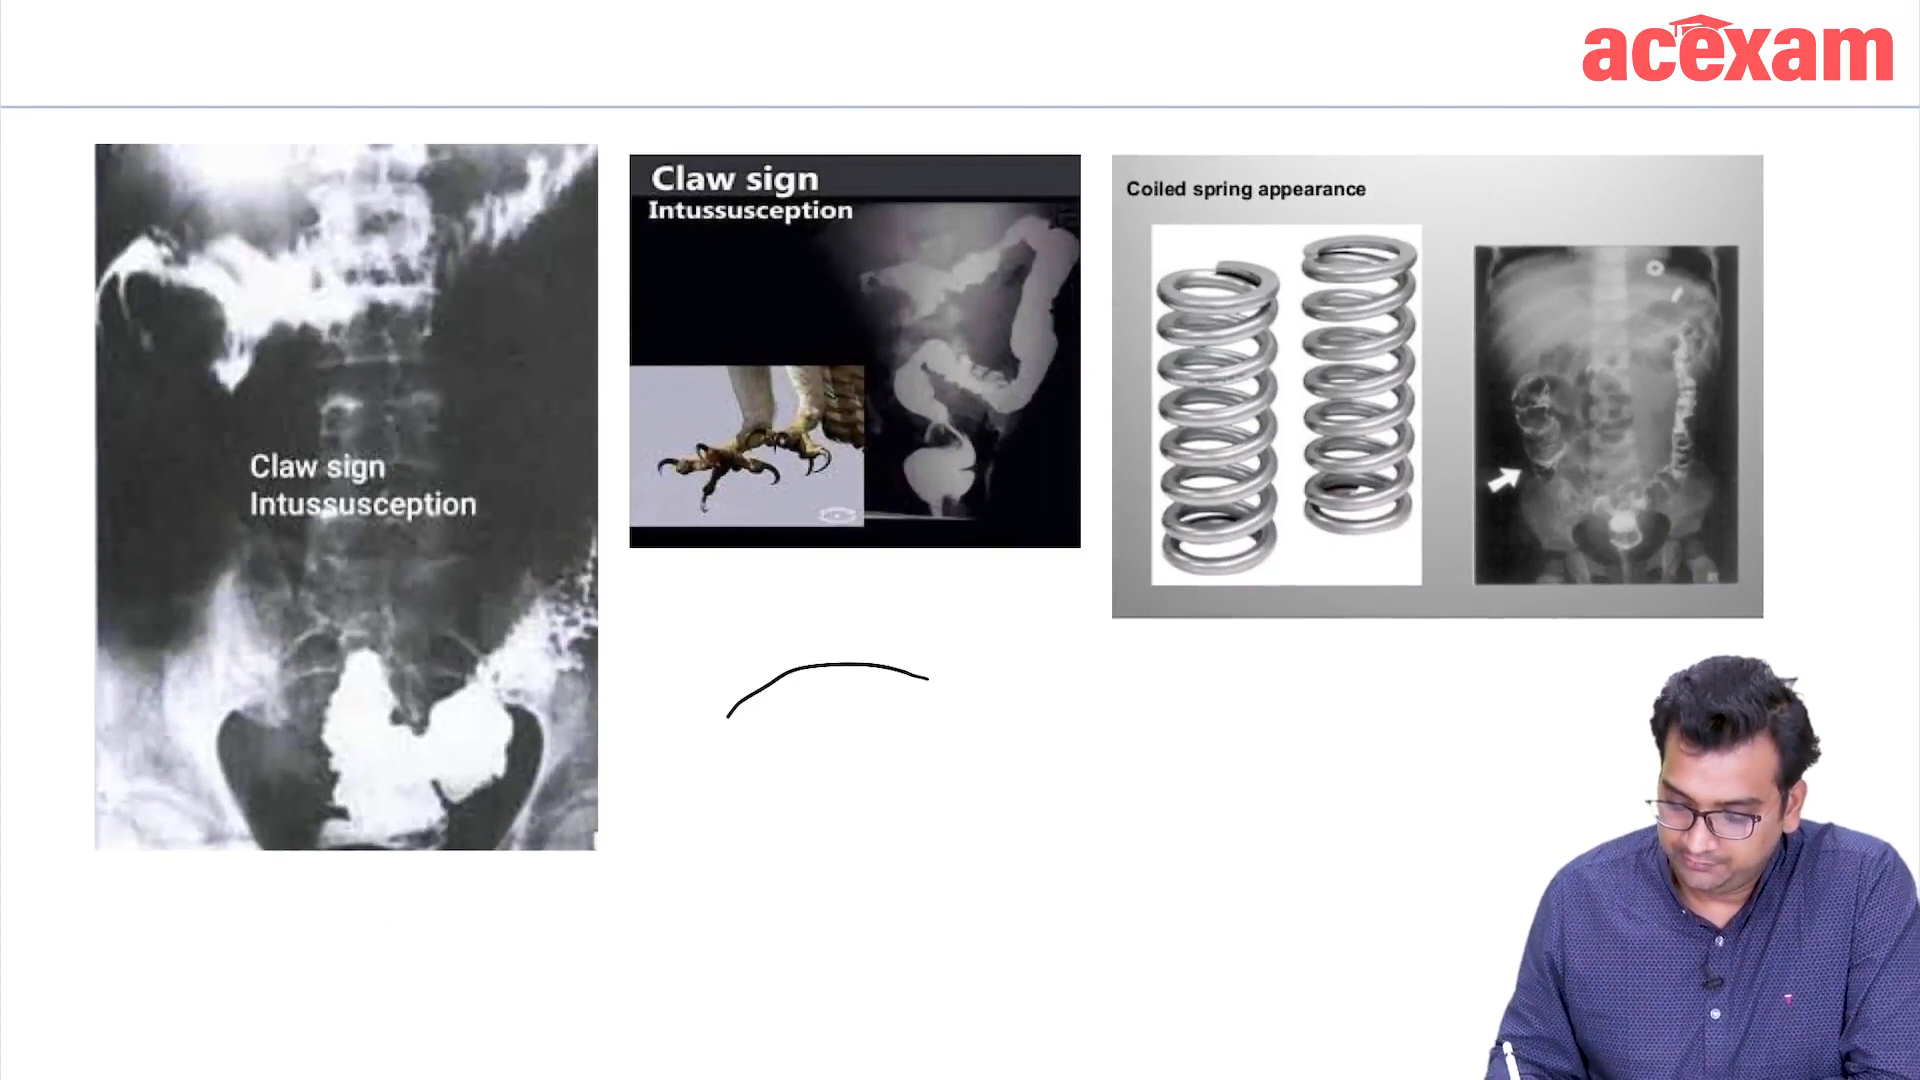 acexam
Claw sign
Intussusception
Claw sign
Intussusception
Coiled spring appearance